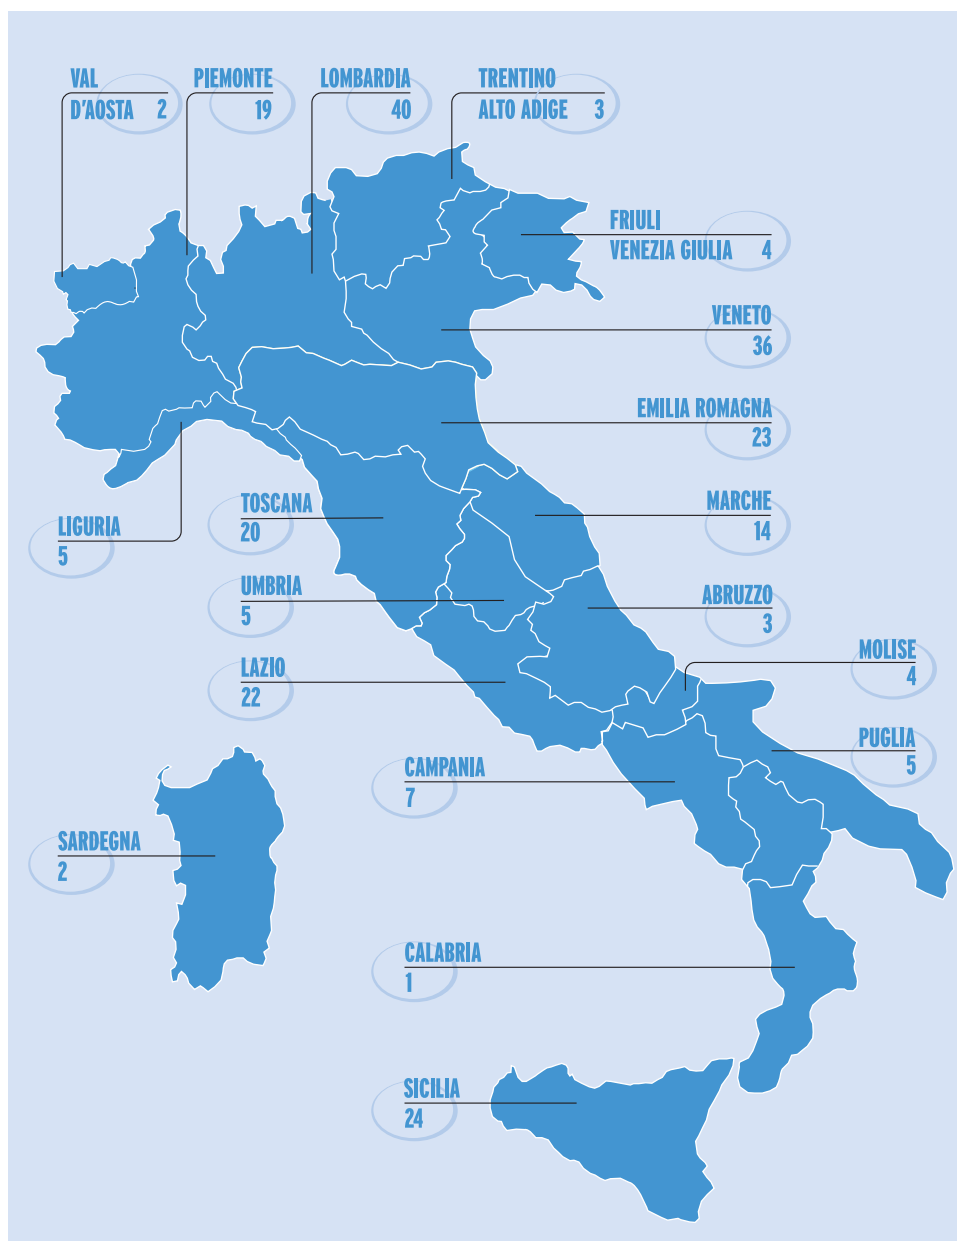 VAL
D'AOSTA 2
PIEMONTE
19
LOMBARDIA
40
TRENTINO
ALTO ADIGE 3
FRIULI
VENEZIA GIULIA 4
VENETO
36
EMILIA ROMAGNA
23
MARCHE
14
LIGURIA
5
TOSCANA
20
UMBRIA
5
ABRUZZO
3
LAZIO
22
MOLISE
4
PUGLIA
5
CAMPANIA
7
SARDEGNA
2
CALABRIA
1
SICILIA
24